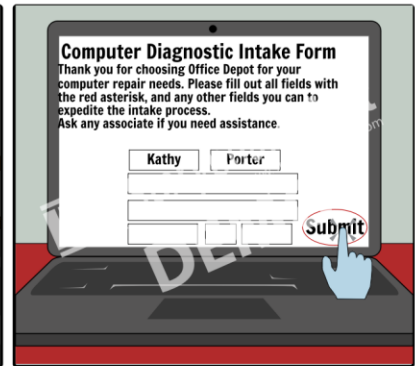 Computer Diagnostic Intake Form
Thank you for choosing Office Depot for your
computer repair needs. Please fill out all fields with
the red asterisk, and any other fields you can to
expedite the intake process.
Ask any associate if you need assistance.
Kathy Porter
Submit